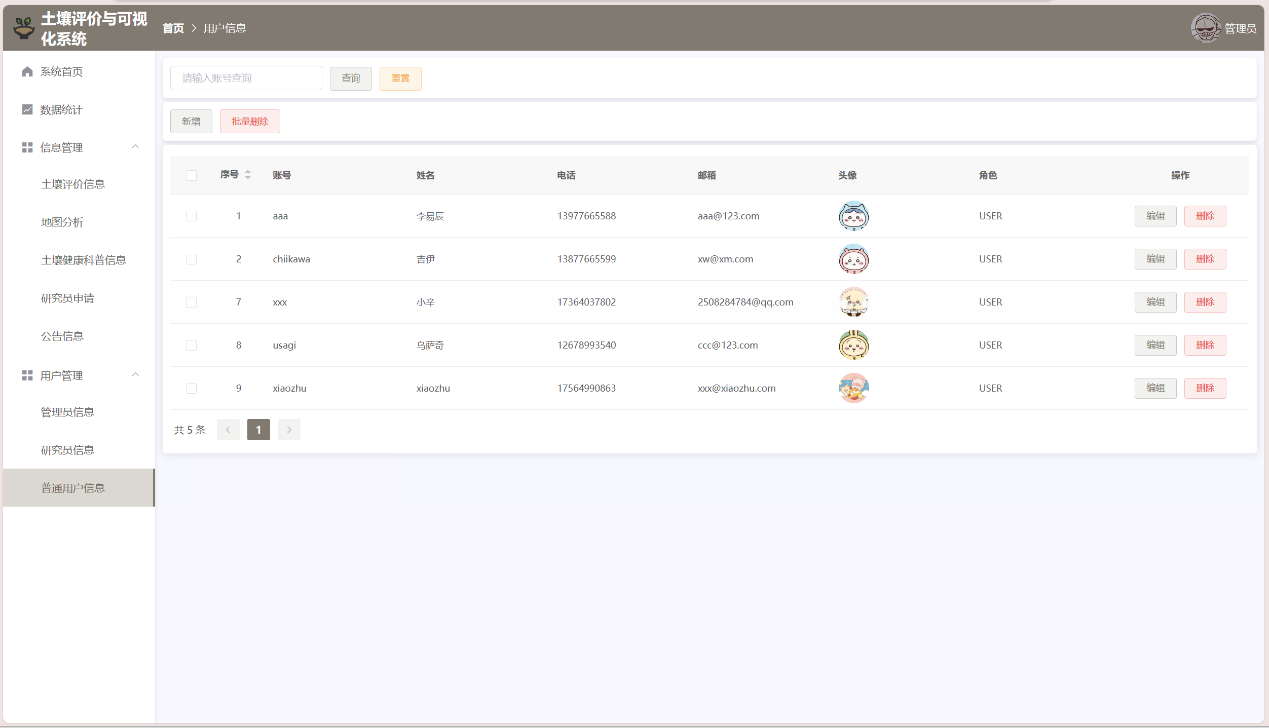 土壤评价与可视
化系统
首页 > 用户信息
管理员
系统首页
数据统计
信息管理
土壤评价信息
地图分析
土壤健康科普信息
研究员申请
公告信息
用户管理
管理员信息
研究员信息
普通用户信息
请输入账号查询 查询 重置
新增 批量删除
序号 账号 姓名 电话 邮箱 头像 角色 操作
1 aaa 李易辰 13977665588 aaa@123.com USER 编辑 删除
2 chiikawa 吉伊 13877665599 xw@xm.com USER 编辑 删除
7 xxx 小辛 17364037802 2508284784@qq.com USER 编辑 删除
8 usagi 乌萨奇 12678993540 ccc@123.com USER 编辑 删除
9 xiaozhu xiaozhu 17564990863 xxx@xiaozhu.com USER 编辑 删除
共 5 条 < 1 >